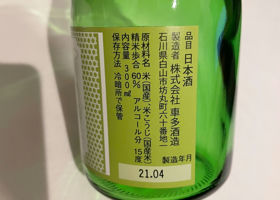 品目 日本酒
製造者 株式会社 車多酒造
石川県白山市坊丸町六十番地一
原材料名 米(国産) 米こうじ(国産米)
精米歩合 60% アルコール分 15度
内容量 300ml
保存方法 冷暗所で保管
製造年月
21.04